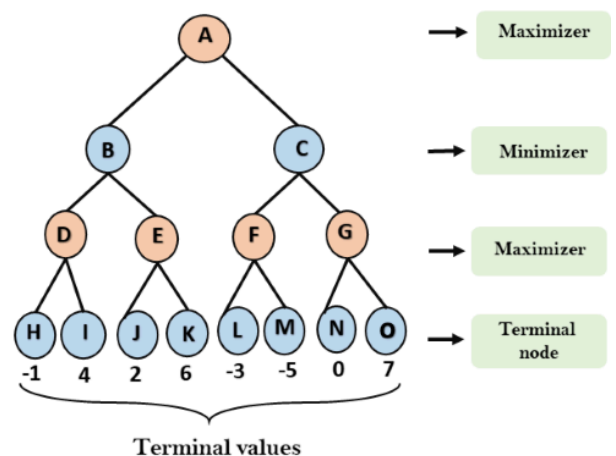 A
Maximizer
B
C
Minimizer
D
E
F
G
Maximizer
H
I
J
K
L
M
N
O
Terminal
node
-1
4
2
6
-3
-5
0
7
Terminal values